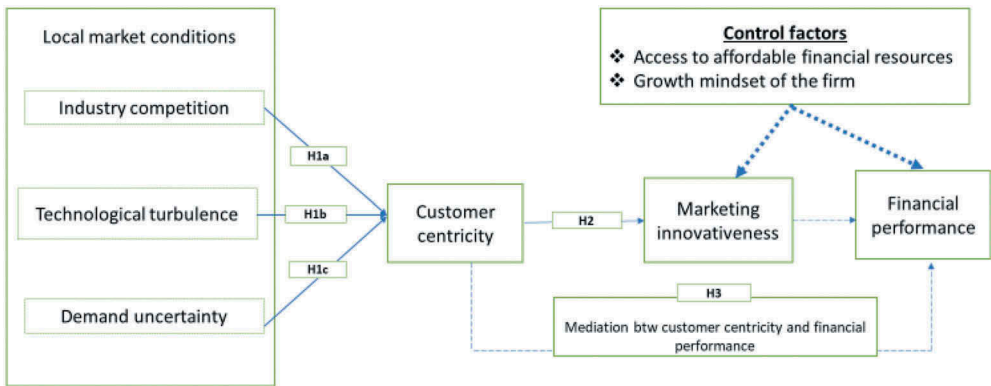 Local market conditions
Industry competition
Technological turbulence
Demand uncertainty
H1a
H1b
H1c
Customer
centricity
H2
Marketing
innovativeness
Financial
performance
Control factors
❖ Access to affordable financial resources
❖ Growth mindset of the firm
H3
Mediation btw customer centricity and financial
performance